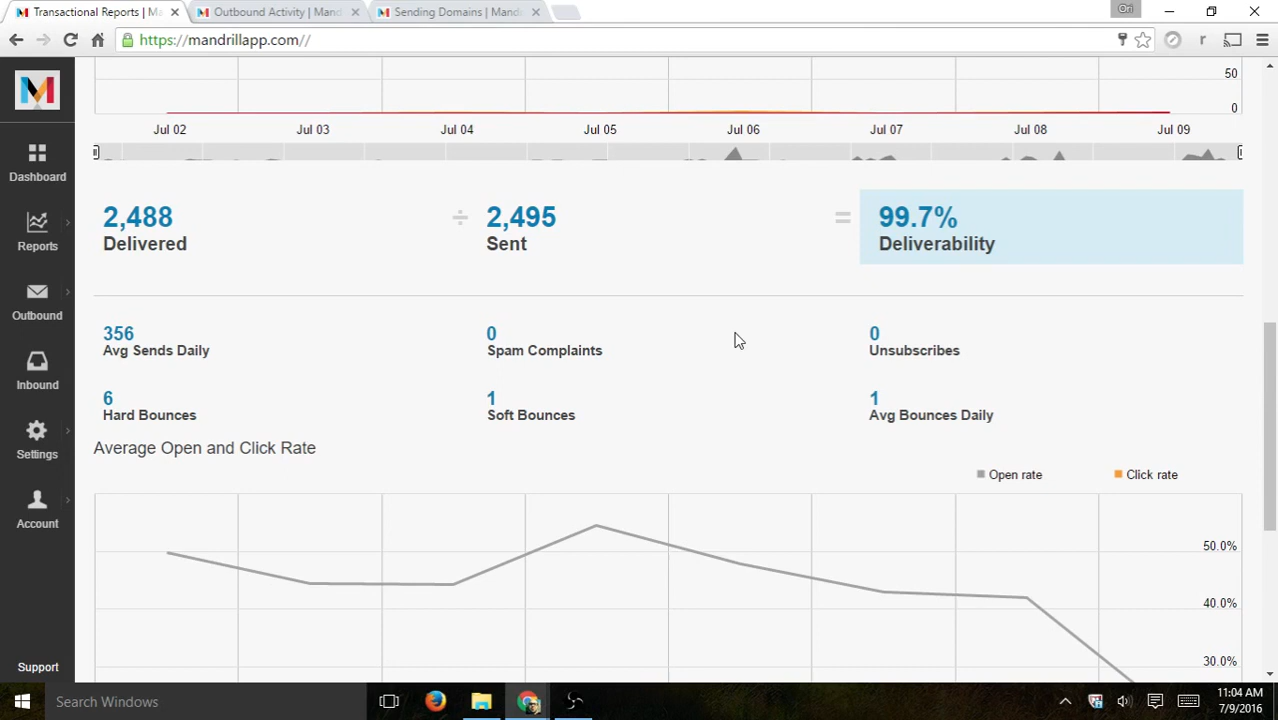 Transactional Reports | Ma
Outbound Activity | Mand
Sending Domains | Mandr
Ori
https://mandrillapp.com//
r
50
0
Jul 02
Jul 03
Jul 04
Jul 05
Jul 06
Jul 07
Jul 08
Jul 09
Dashboard
Reports
Outbound
Inbound
Settings
Account
Support
2,488 ÷ 2,495 = 99.7%
Delivered Sent Deliverability
356 0 0
Avg Sends Daily Spam Complaints Unsubscribes
6 1 1
Hard Bounces Soft Bounces Avg Bounces Daily
Average Open and Click Rate
Open rate Click rate
50.0%
40.0%
30.0%
Search Windows
11:04 AM
7/9/2016